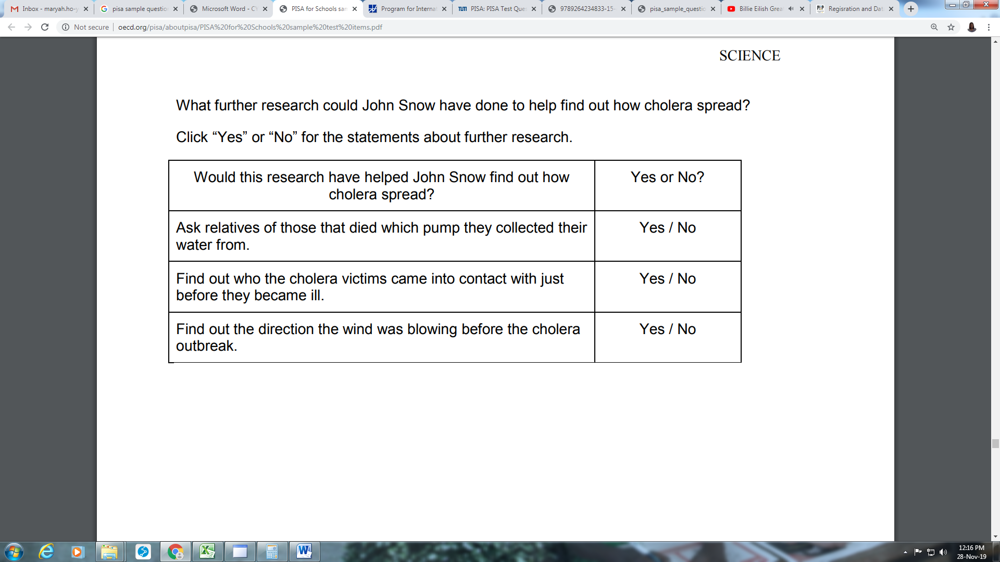 Inbox - maryah.ho-y
pisa sample questio
Microsoft Word - CY
PISA for Schools sam
Program for Internat
TUM PISA: PISA Test Ques
9789264234833-15-
pisa_sample_questio
Billie Eilish Grea
Regisration and Dat
Not secure oecd.org/pisa/aboutpisa/PISA%20for%20Schools%20sample%20test%20items.pdf
SCIENCE
What further research could John Snow have done to help find out how cholera spread?
Click “Yes” or “No” for the statements about further research.
Would this research have helped John Snow find out how
cholera spread?
Yes or No?
Ask relatives of those that died which pump they collected their
water from.
Yes / No
Find out who the cholera victims came into contact with just
before they became ill.
Yes / No
Find out the direction the wind was blowing before the cholera
outbreak.
Yes / No
12:16 PM
28-Nov-19